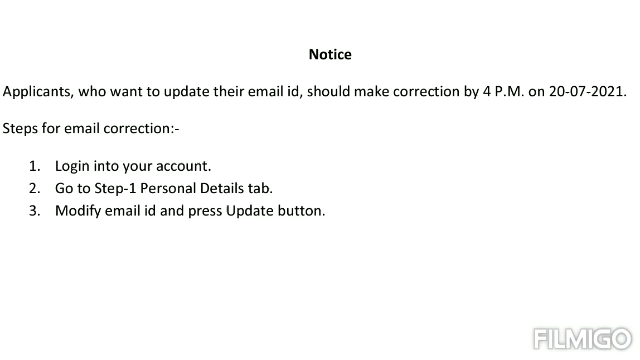 Notice
Applicants, who want to update their email id, should make correction by 4 P.M. on 20-07-2021.
Steps for email correction:-
1. Login into your account.
2. Go to Step-1 Personal Details tab.
3. Modify email id and press Update button.
FILMIGO